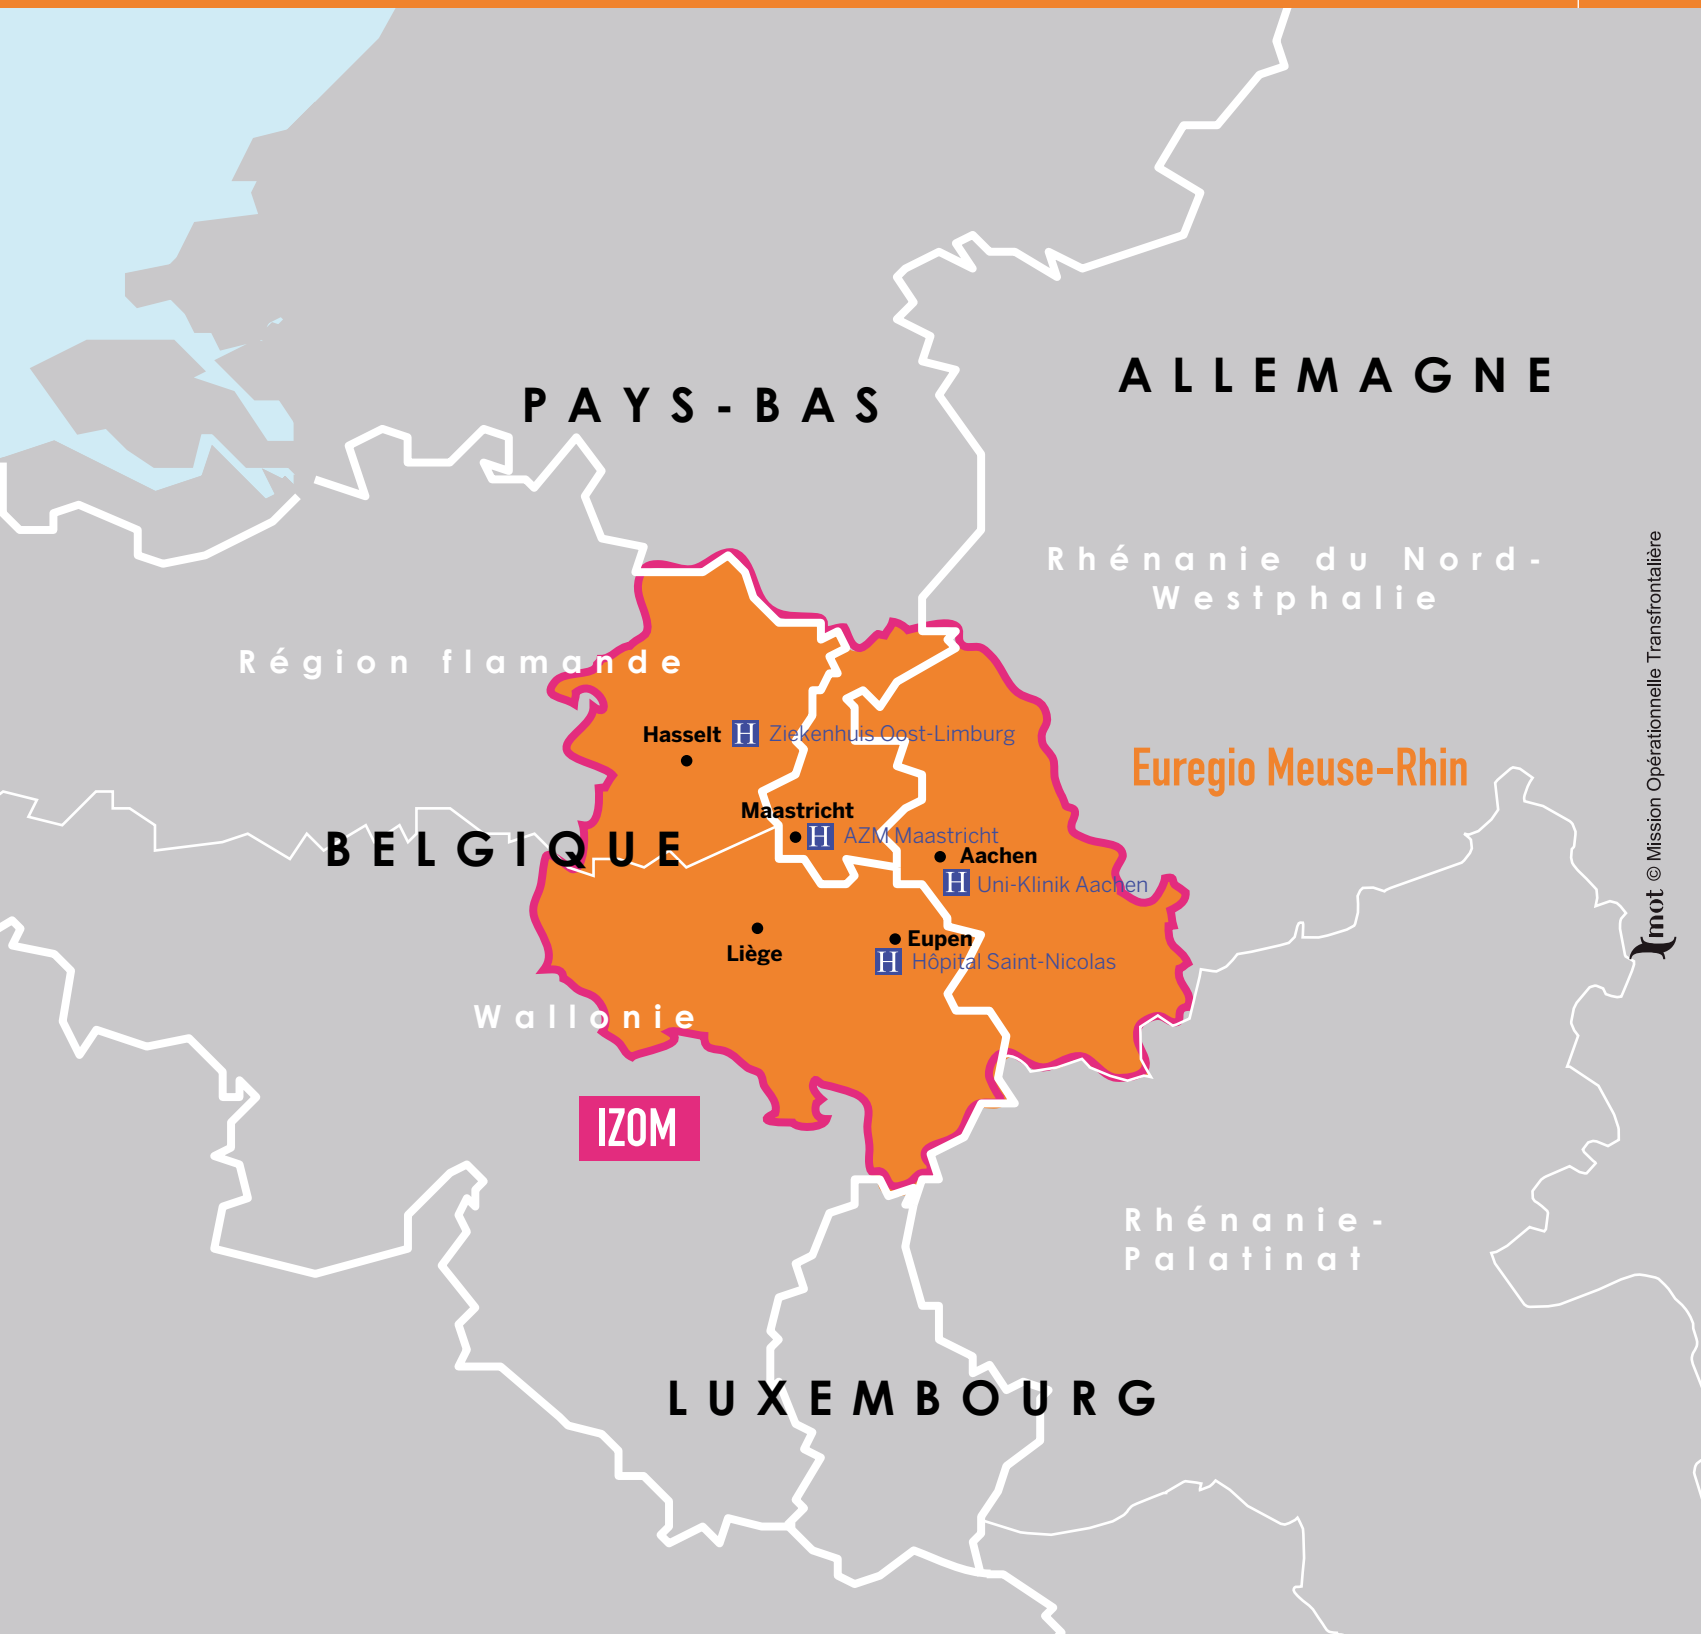 PAYS-BAS
ALLEMAGNE
Rhénanie du Nord-
Westphalie
Région flamande
Hasselt H Ziekenhuis Oost-Limburg
Euregio Meuse-Rhin
Maastricht
H AZM Maastricht
BELGIQUE
Aachen
H Uni-Klinik Aachen
Liège
Eupen
H Hôpital Saint-Nicolas
Wallonie
IZOM
Rhénanie-
Palatinat
LUXEMBOURG
mot © Mission Opérationnelle Transfrontalière